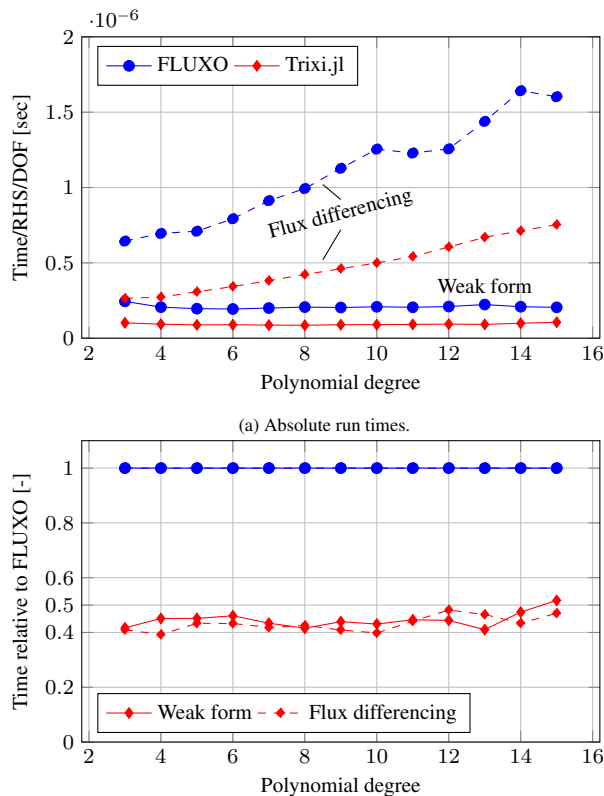 ·10⁻⁶
2
1.5
1
0.5
0
Time/RHS/DOF [sec]
FLUXO Trixi.jl
Flux differencing
Weak form
2 4 6 8 10 12 14 16
Polynomial degree
(a) Absolute run times.
1
0.8
0.5
0.4
0.2
0
Time relative to FLUXO [-]
Weak form Flux differencing
2 4 6 8 10 12 14 16
Polynomial degree